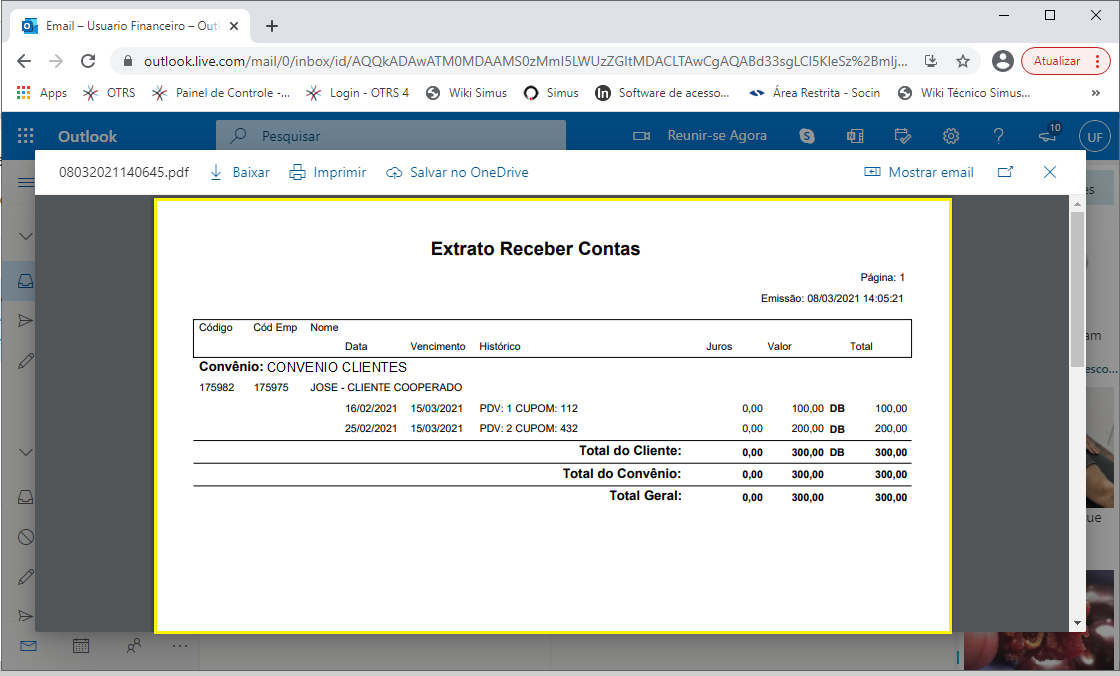 Email – Usuario Financeiro – Outl
outlook.live.com/mail/0/inbox/id/AQQkADAwATM0MDAAMS0zMmI5LWUzZGItMDACLTAwCgAQABd33sgLCI5KIeSz%2BmIj...
Atualizar
Apps OTRS Painel de Controle -... Login - OTRS 4 Wiki Simus Simus Software de acesso... Área Restrita - Socin Wiki Técnico Simus... »
Outlook Pesquisar Reunir-se Agora 10 UF
08032021140645.pdf Baixar Imprimir Salvar no OneDrive Mostrar email
Extrato Receber Contas
Página: 1
Emissão: 08/03/2021 14:05:21
Código Cód Emp Nome
Data Vencimento Histórico Juros Valor Total
Convênio: CONVENIO CLIENTES
175982 175975 JOSE - CLIENTE COOPERADO
16/02/2021 15/03/2021 PDV: 1 CUPOM: 112 0,00 100,00 DB 100,00
25/02/2021 15/03/2021 PDV: 2 CUPOM: 432 0,00 200,00 DB 200,00
Total do Cliente: 0,00 300,00 DB 300,00
Total do Convênio: 0,00 300,00 300,00
Total Geral: 0,00 300,00 300,00